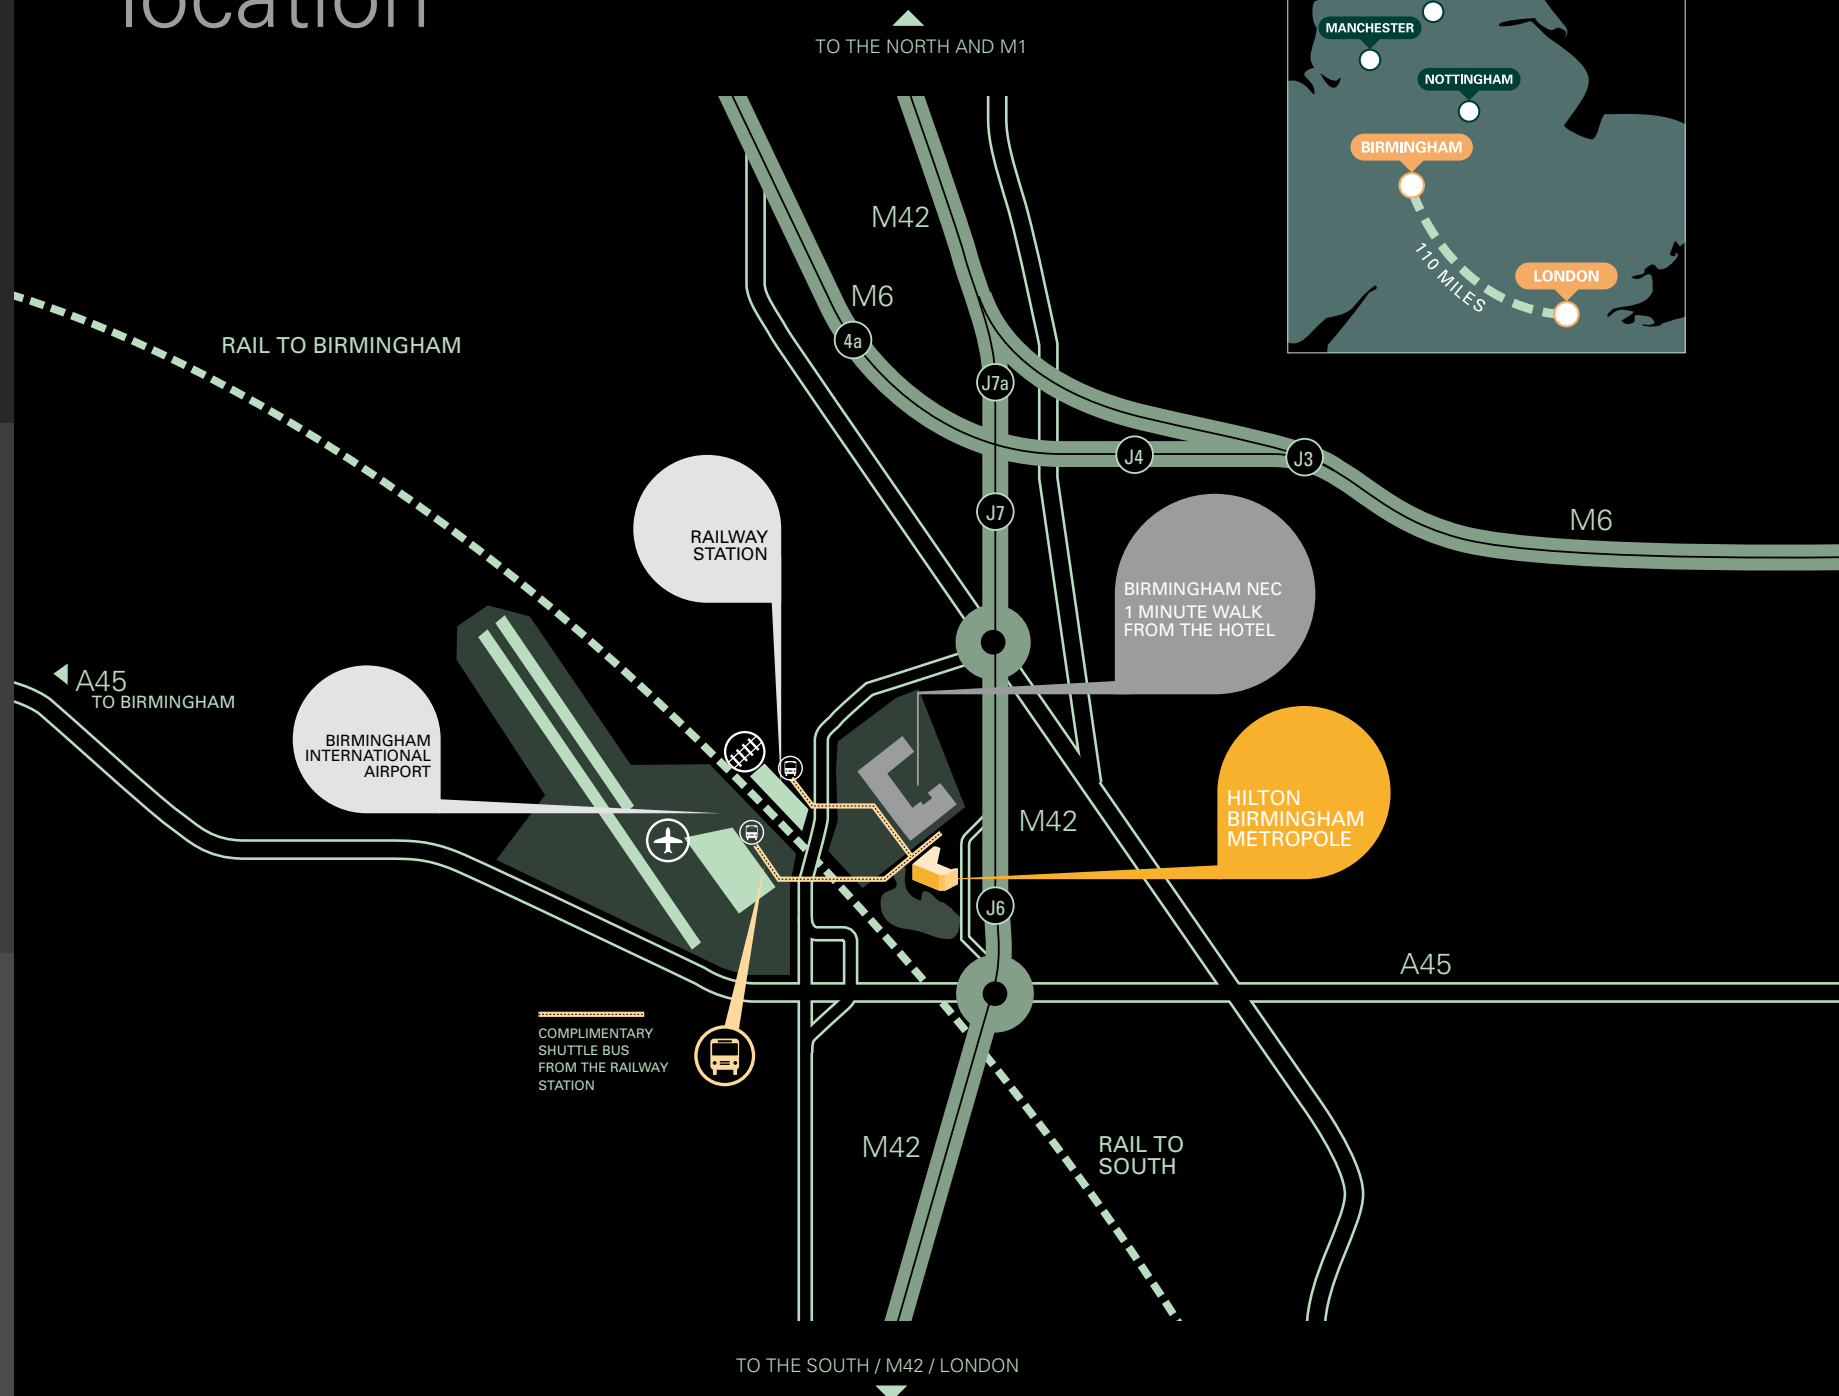 location
TO THE NORTH AND M1
MANCHESTER
NOTTINGHAM
BIRMINGHAM
110 MILES
LONDON
M42
M6
4a
RAIL TO BIRMINGHAM
J7a
J4
J3
J7
M6
RAILWAY
STATION
BIRMINGHAM NEC
1 MINUTE WALK
FROM THE HOTEL
A45
TO BIRMINGHAM
BIRMINGHAM
INTERNATIONAL
AIRPORT
M42
HILTON
BIRMINGHAM
METROPOLE
J6
A45
COMPLIMENTARY
SHUTTLE BUS
FROM THE RAILWAY
STATION
M42
RAIL TO
SOUTH
TO THE SOUTH / M42 / LONDON